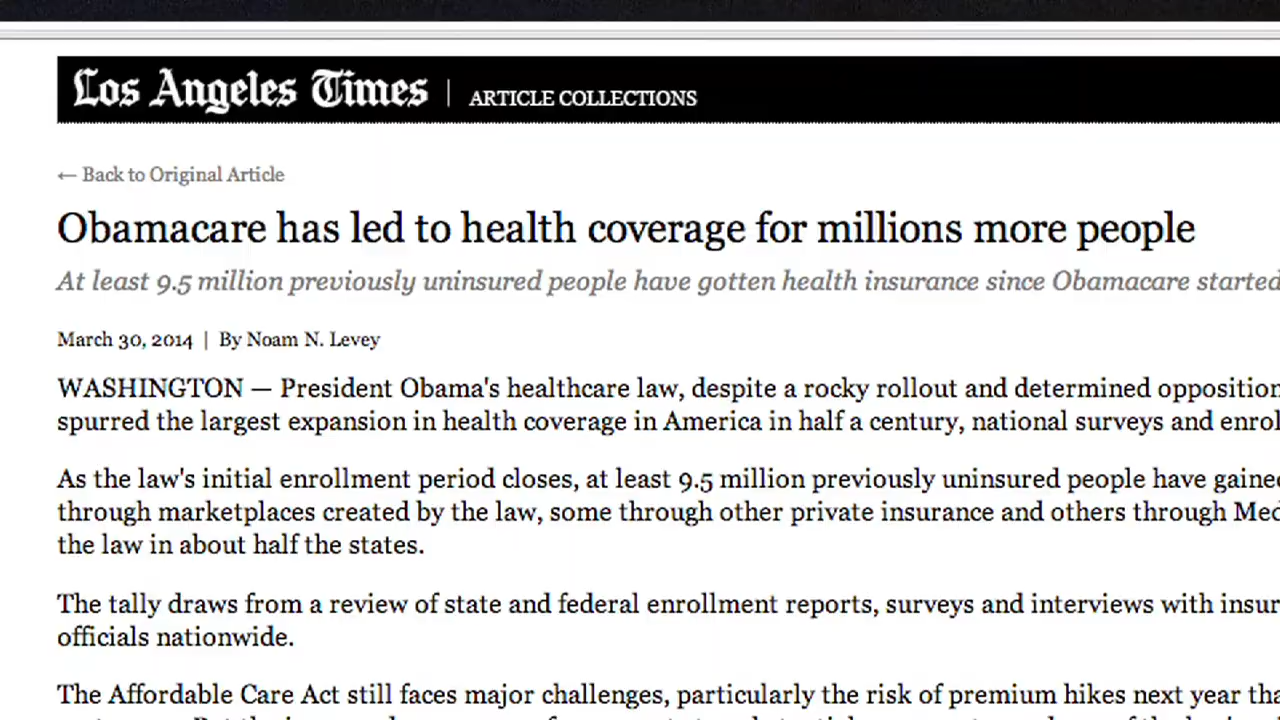 Los Angeles Times | ARTICLE COLLECTIONS
← Back to Original Article
Obamacare has led to health coverage for millions more people
At least 9.5 million previously uninsured people have gotten health insurance since Obamacare started
March 30, 2014 | By Noam N. Levey
WASHINGTON — President Obama's healthcare law, despite a rocky rollout and determined opposition
spurred the largest expansion in health coverage in America in half a century, national surveys and
As the law's initial enrollment period closes, at least 9.5 million previously uninsured people have
through marketplaces created by the law, some through other private insurance and others through
the law in about half the states.
The tally draws from a review of state and federal enrollment reports, surveys and interviews with
officials nationwide.
The Affordable Care Act still faces major challenges, particularly the risk of premium hikes next year